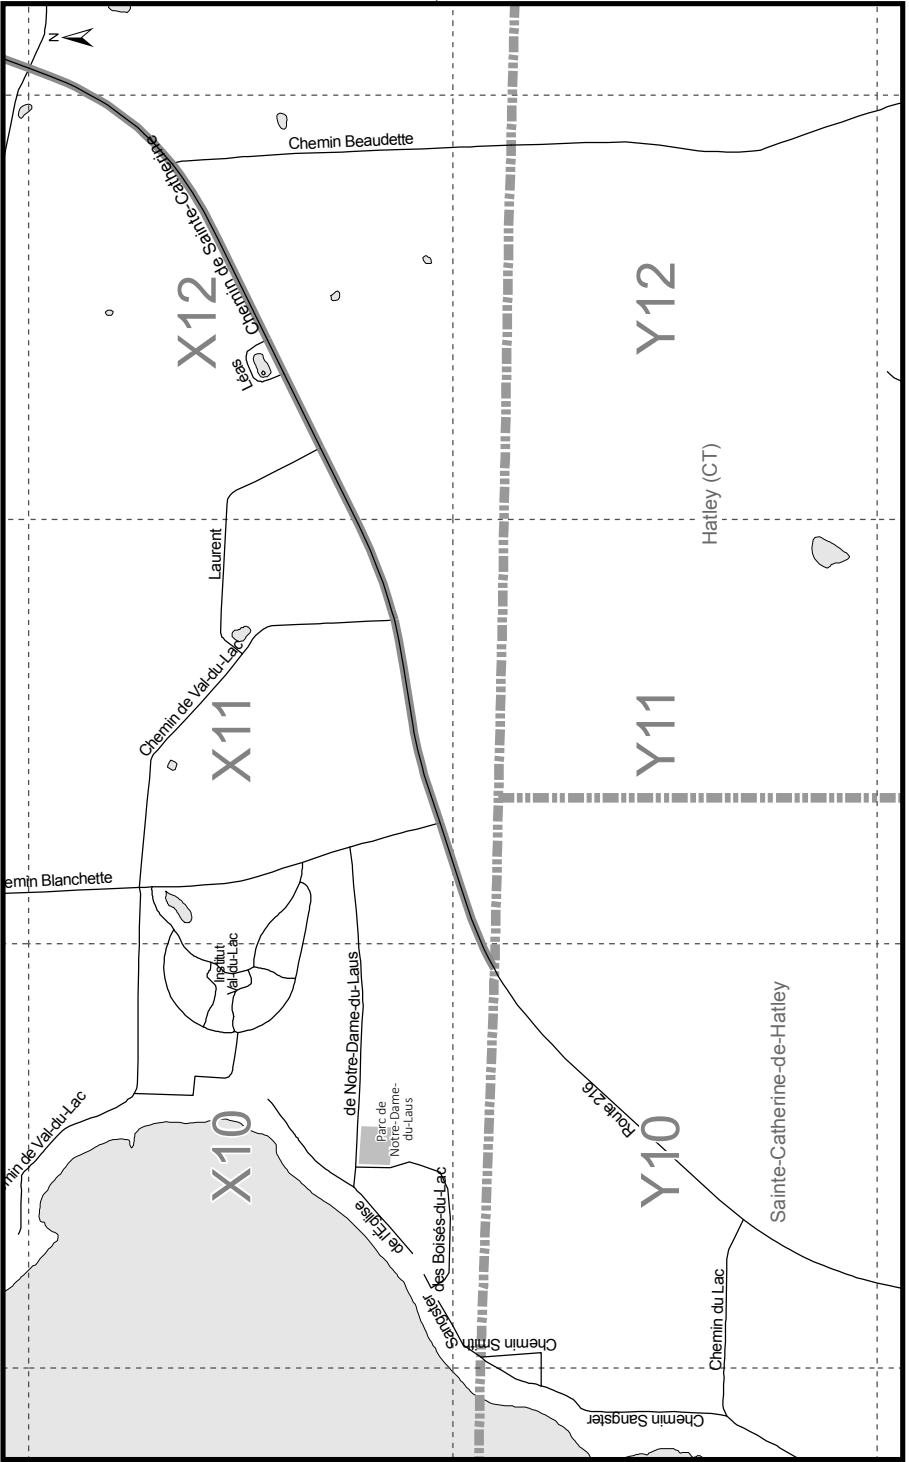 N
Chemin Beaudette
Chemin de Sainte-Catherine
X12
Y12
Léas
Hatley (CT)
Laurent
Chemin de Val-du-Lac
X11
Y11
emin Blanchette
Institut
Val-du-Lac
de Notre-Dame-du-Laus
Sainte-Catherine-de-Hatley
min de Val-du-Lac
X10
Parc de
Notre-Dame-
du-Laus
Route 216
Y10
de l'Église
des Boisés-du-Lac
Sangster
Chemin Smith
Chemin du Lac
Chemin Sangster